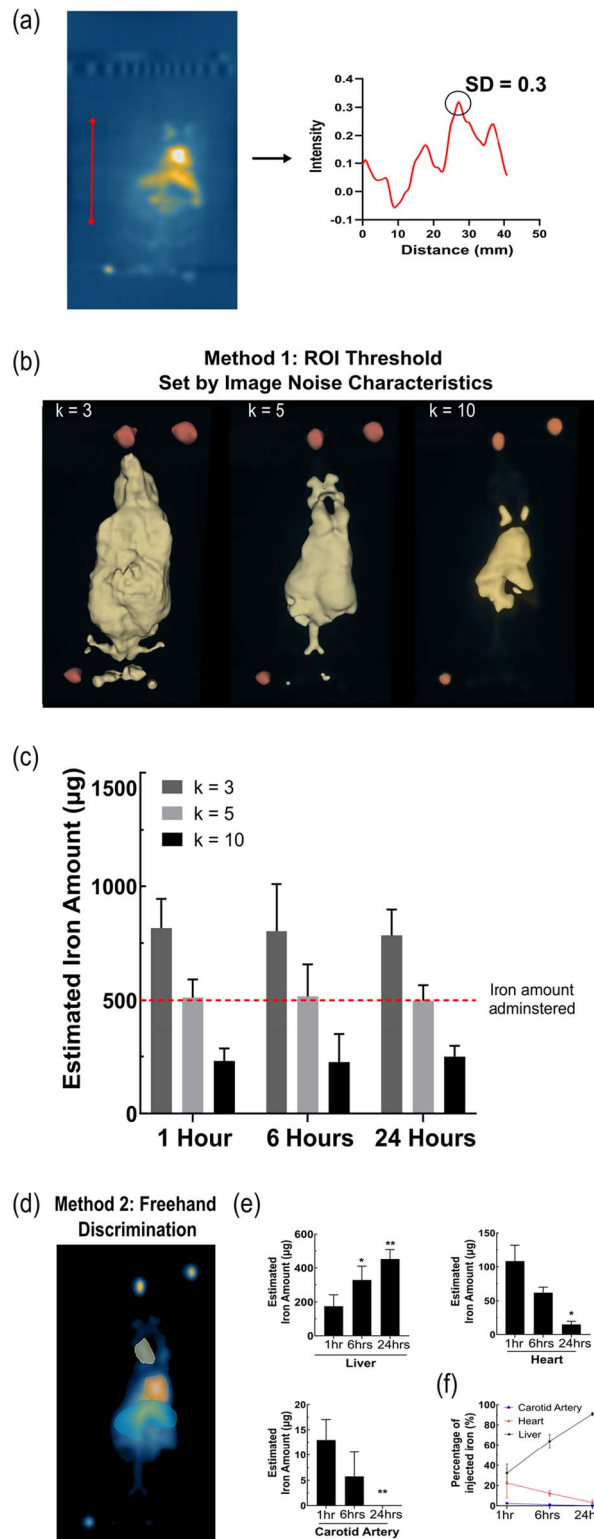 (a)
SD = 0.3
0.4
0.3
0.2
0.1
0.0
-0.1
Intensity
0 10 20 30 40 50
Distance (mm)
(b)
Method 1: ROI Threshold
Set by Image Noise Characteristics
k = 3
k = 5
k = 10
(c)
Estimated Iron Amount (µg)
1500
1000
500
0
k = 3
k = 5
k = 10
Iron amount
adminstered
1 Hour 6 Hours 24 Hours
(d)
Method 2: Freehand
Discrimination
(e)
Estimated
Iron Amount (µg)
600
400
200
0
*
**
1hr 6hrs 24hrs
Liver
Estimated
Iron Amount (µg)
150
100
50
0
*
1hr 6hrs 24hrs
Heart
Estimated
Iron Amount (µg)
20
15
10
5
0
**
1hr 6hrs 24hrs
Carotid Artery
(f)
Percentage of
injected iron (%)
100
80
60
40
20
0
Carotid Artery
Heart
Liver
1hr 6hrs 24h